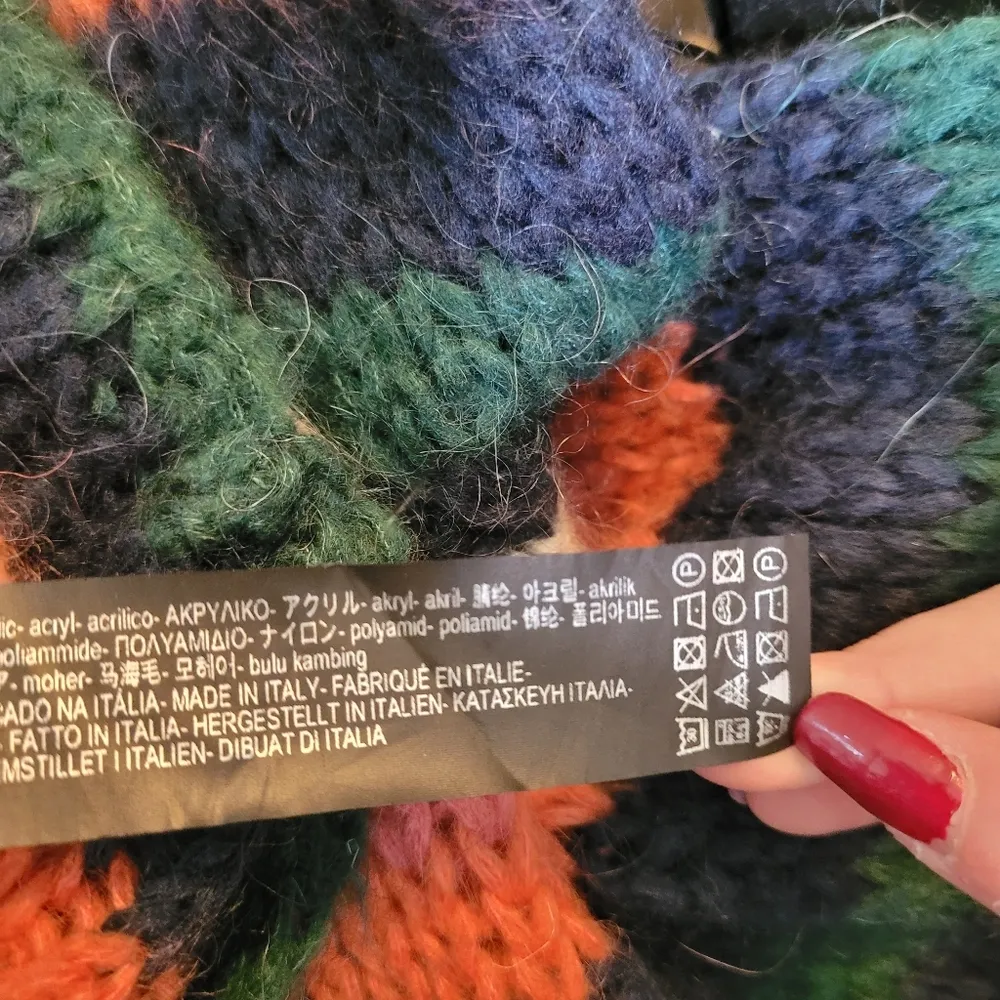 acryl- acrilico- ΑΚΡΥΛΙΚΟ- アクリル- akryl- akril- 腈纶- 아크릴- akrilik
poliammide- ΠΟΛΥΑΜΙΔΙΟ- ナイロン- polyamid- poliamid- 锦纶- 폴리아미드
moher- 马海毛- 모헤어- bulu kambing
CADO NA ITÁLIA- MADE IN ITALY- FABRIQUÉ EN ITALIE-
FATTO IN ITALIA- HERGESTELLT IN ITALIEN- ΚΑΤΑΣΚΕΥΗ ΙΤΑΛΙΑ-
MSTILLET I ITALIEN- DIBUAT DI ITALIA
P P